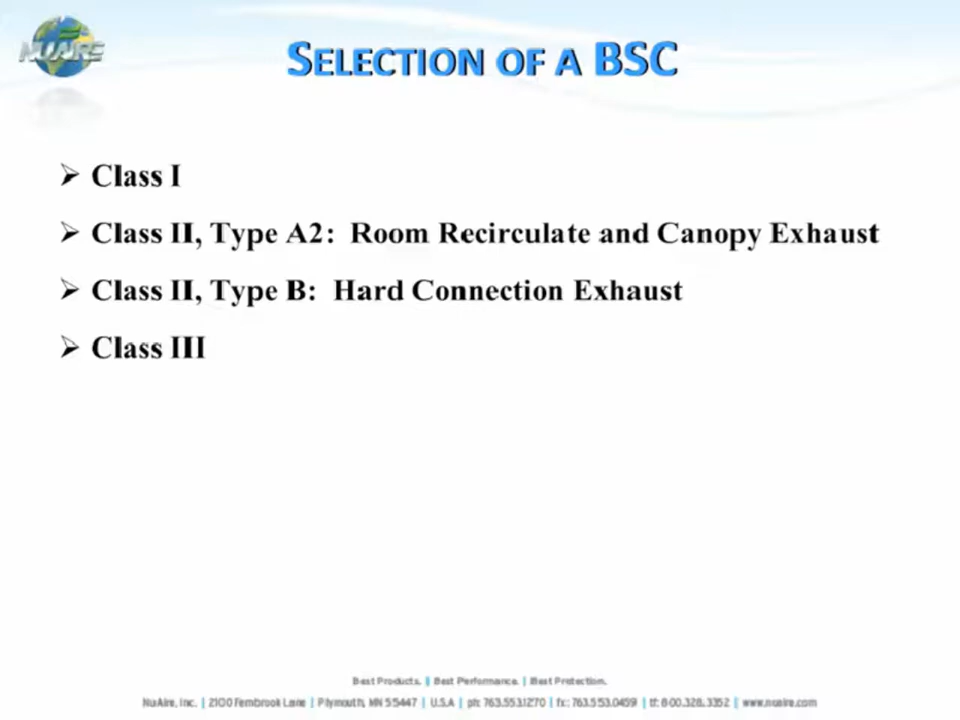 NUAIRE
SELECTION OF A BSC
➢ Class I
➢ Class II, Type A2: Room Recirculate and Canopy Exhaust
➢ Class II, Type B: Hard Connection Exhaust
➢ Class III
Best Products. | Best Performance. | Best Protection.
NuAire, Inc. | 2100 Fernbrook Lane | Plymouth, MN 55447 | U.S.A | ph: 763.553.1270 | fx: 763.553.0459 | tf: 800.328.3352 | www.nuaire.com